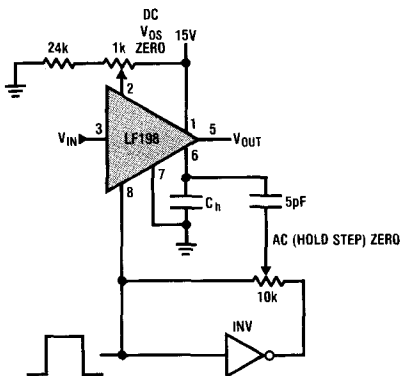 DC
VOS
ZERO
15V
24k
1k
2
VIN
3
LF198
1
5
VOUT
6
7
8
Ch
5pF
AC (HOLD STEP) ZERO
10k
INV